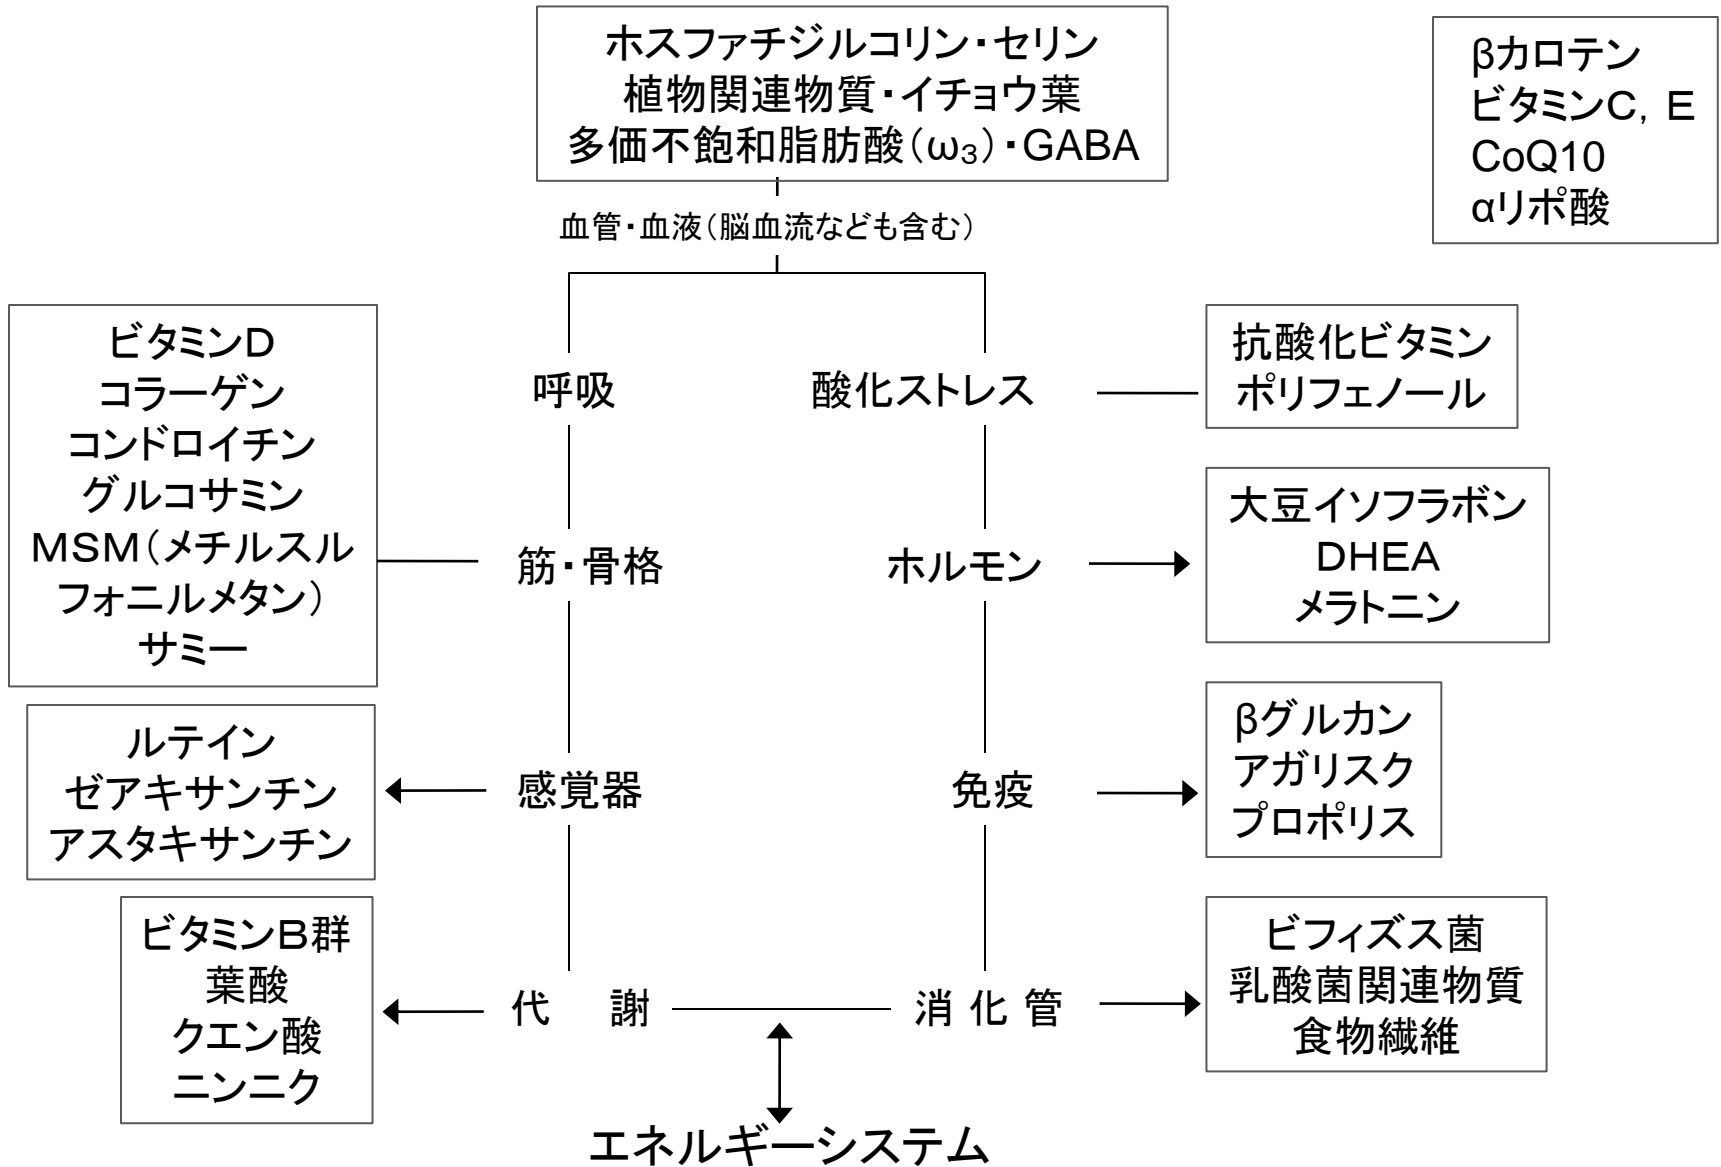 ホスファチジルコリン・セリン
植物関連物質・イチョウ葉
多価不飽和脂肪酸（ω₃）・GABA
βカロテン
ビタミンＣ，Ｅ
CoQ10
αリポ酸
血管・血液（脳血流なども含む）
ビタミンＤ
コラーゲン
コンドロイチン
グルコサミン
ＭＳＭ（メチルスル
フォニルメタン）
サミー
呼吸
酸化ストレス
抗酸化ビタミン
ポリフェノール
筋・骨格
ホルモン
大豆イソフラボン
ＤＨＥＡ
メラトニン
ルテイン
ゼアキサンチン
アスタキサンチン
感覚器
免疫
βグルカン
アガリスク
プロポリス
ビタミンＢ群
葉酸
クエン酸
ニンニク
代　謝
消 化 管
ビフィズス菌
乳酸菌関連物質
食物繊維
エネルギーシステム